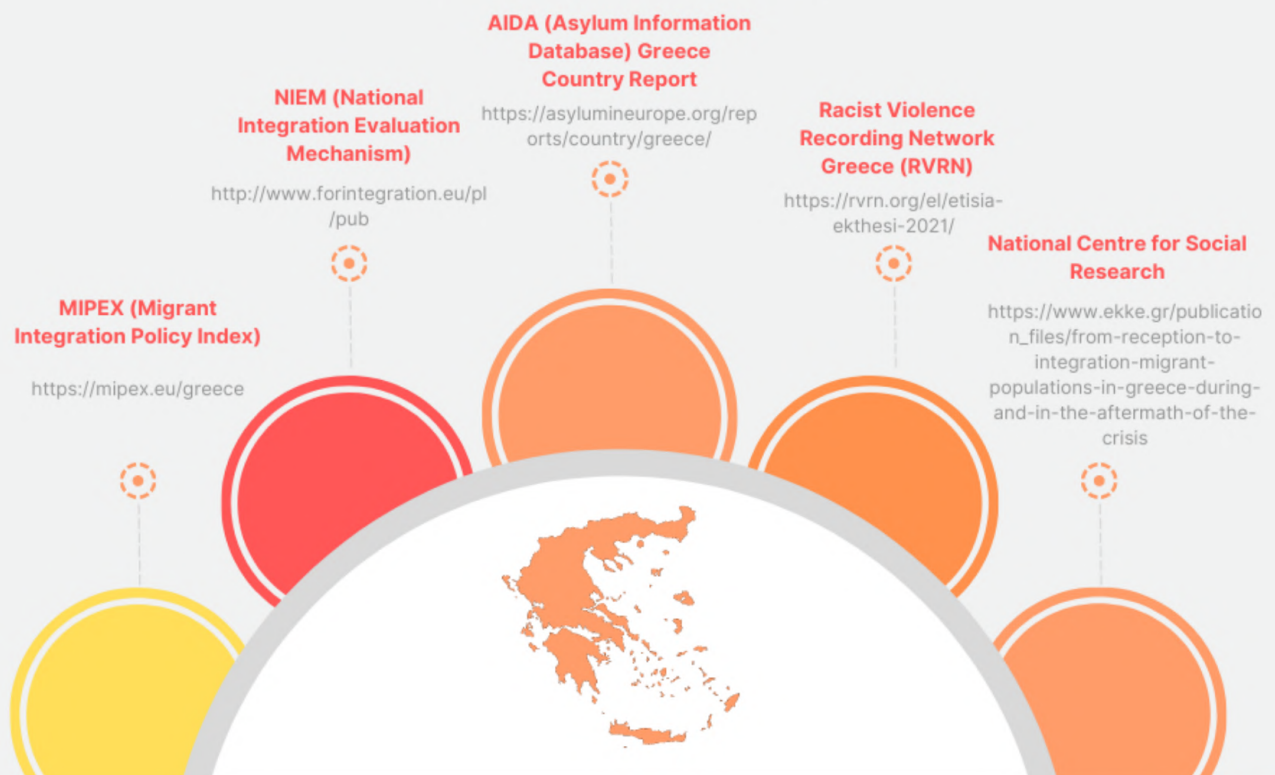 MIPEX (Migrant
Integration Policy Index)
https://mipex.eu/greece
NIEM (National
Integration Evaluation
Mechanism)
http://www.forintegration.eu/pl
/pub
AIDA (Asylum Information
Database) Greece
Country Report
https://asylumineurope.org/rep
orts/country/greece/
Racist Violence
Recording Network
Greece (RVRN)
https://rvrn.org/el/etisia-
ekthesi-2021/
National Centre for Social
Research
https://www.ekke.gr/publicatio
n_files/from-reception-to-
integration-migrant-
populations-in-greece-during-
and-in-the-aftermath-of-the-
crisis